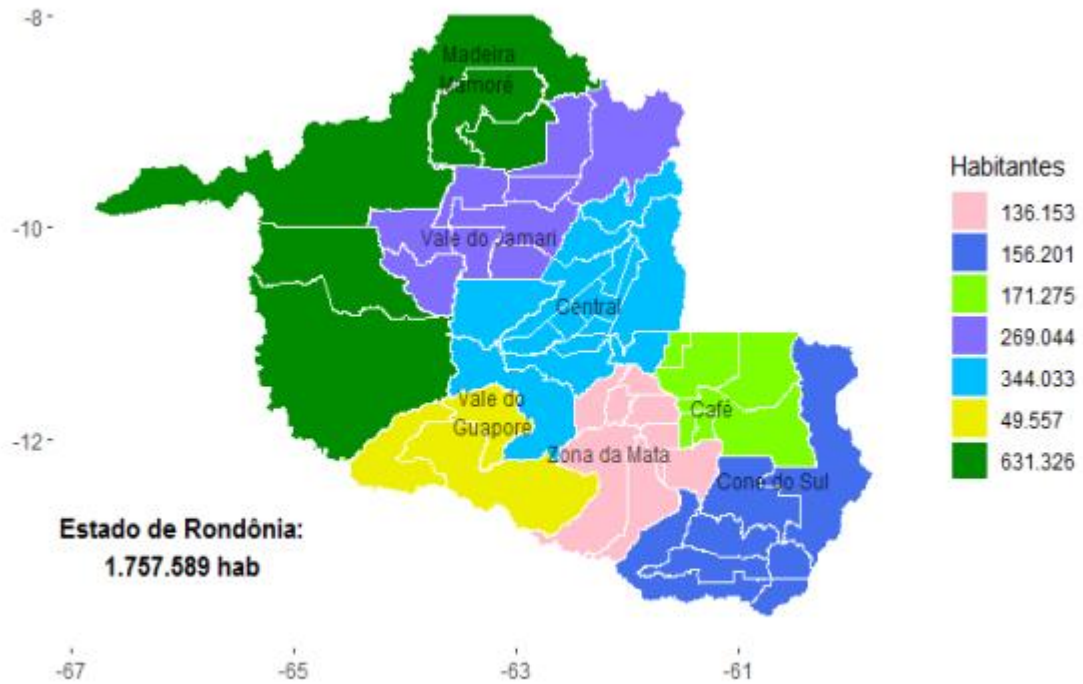 -8
Madeira
Mamoré
-10
Vale do Jamari
Central
Vale do
Guaporé
Café
-12
Zona da Mata
Cone do Sul
Estado de Rondônia:
1.757.589 hab
-67
-65
-63
-61
Habitantes
136.153
156.201
171.275
269.044
344.033
49.557
631.326